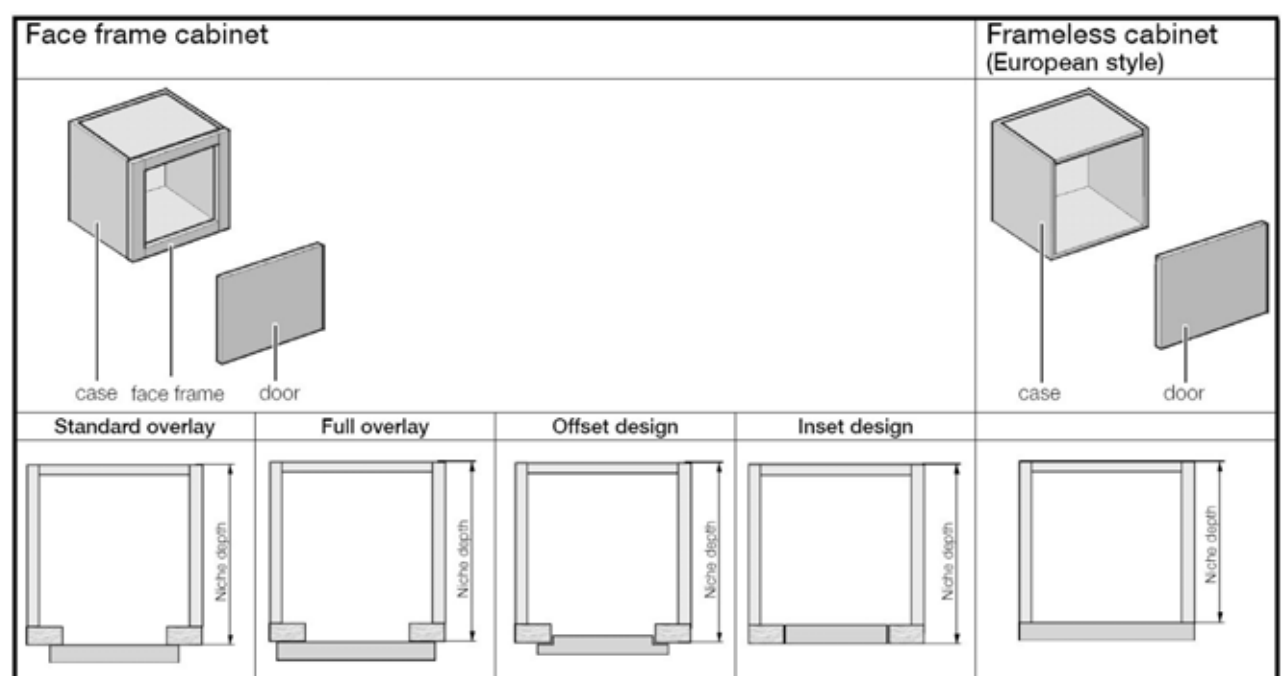 Face frame cabinet
Frameless cabinet
(European style)
case face frame door
case door
Standard overlay
Full overlay
Offset design
Inset design
Niche depth
Niche depth
Niche depth
Niche depth
Niche depth